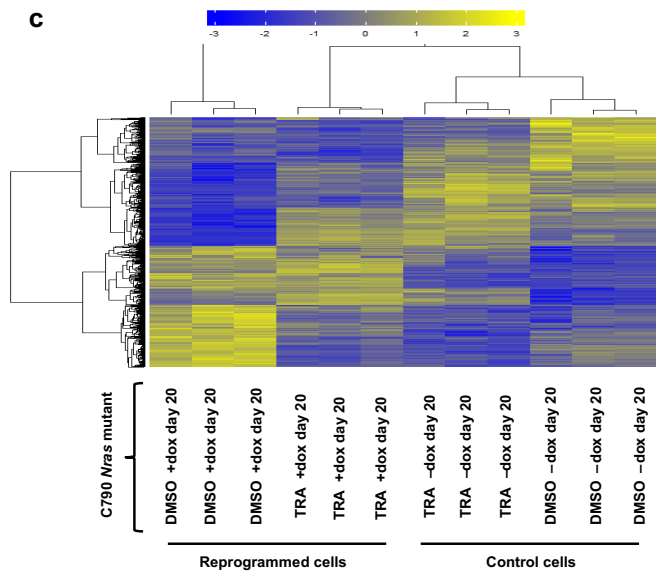 c
-3 -2 -1 0 1 2 3
C790 Nras mutant
DMSO +dox day 20
DMSO +dox day 20
DMSO +dox day 20
TRA +dox day 20
TRA +dox day 20
TRA +dox day 20
TRA –dox day 20
TRA –dox day 20
TRA –dox day 20
DMSO –dox day 20
DMSO –dox day 20
DMSO –dox day 20
Reprogrammed cells
Control cells